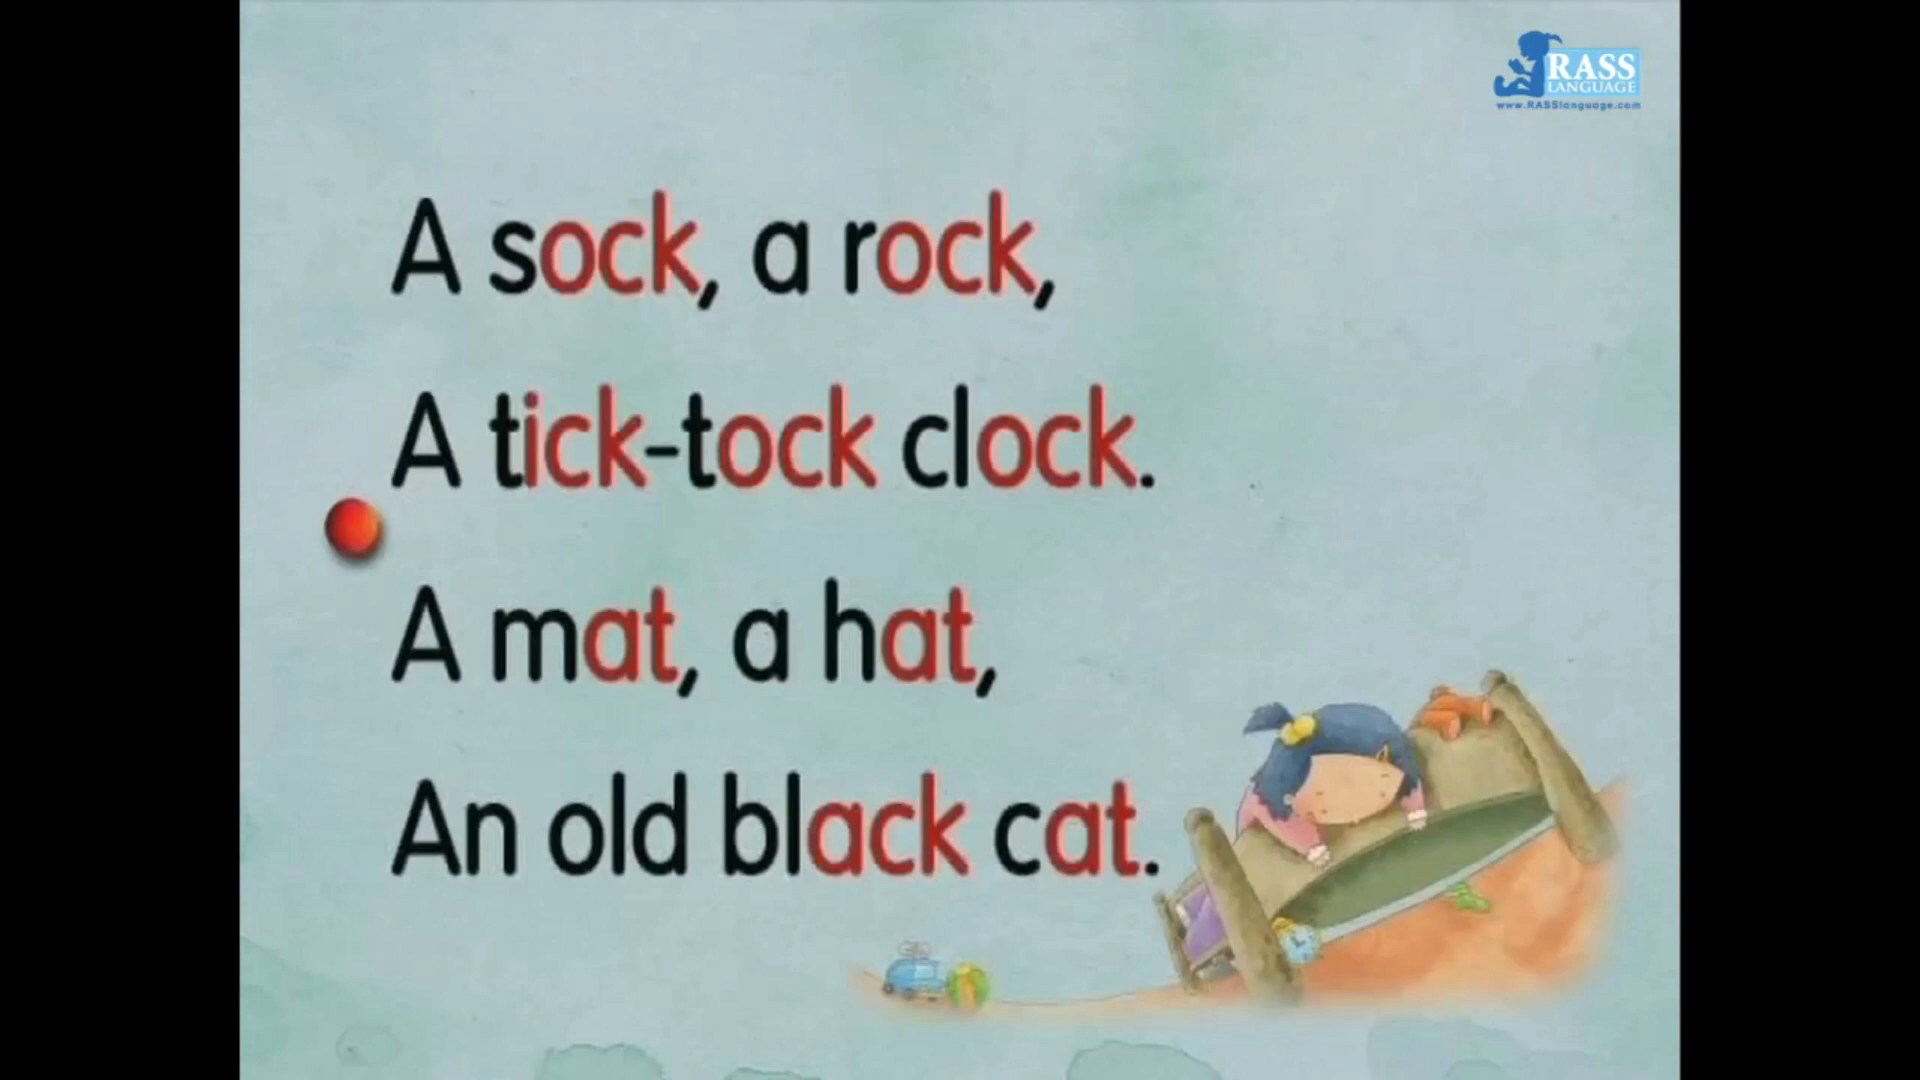 RASS
LANGUAGE
www.RASSlanguage.com
A sock, a rock,
A tick-tock clock.
A mat, a hat,
An old black cat.